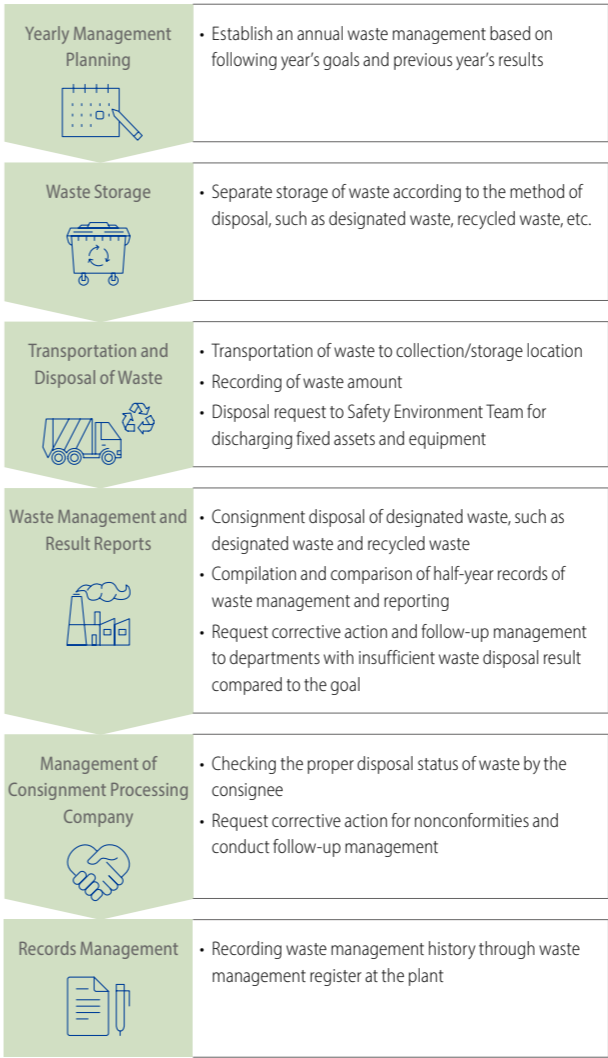 Yearly Management
Planning
• Establish an annual waste management based on
following year's goals and previous year's results
Waste Storage
• Separate storage of waste according to the method of
disposal, such as designated waste, recycled waste, etc.
Transportation and
Disposal of Waste
• Transportation of waste to collection/storage location
• Recording of waste amount
• Disposal request to Safety Environment Team for
discharging fixed assets and equipment
Waste Management and
Result Reports
• Consignment disposal of designated waste, such as
designated waste and recycled waste
• Compilation and comparison of half-year records of
waste management and reporting
• Request corrective action and follow-up management
to departments with insufficient waste disposal result
compared to the goal
Management of
Consignment Processing
Company
• Checking the proper disposal status of waste by the
consignee
• Request corrective action for nonconformities and
conduct follow-up management
Records Management
• Recording waste management history through waste
management register at the plant